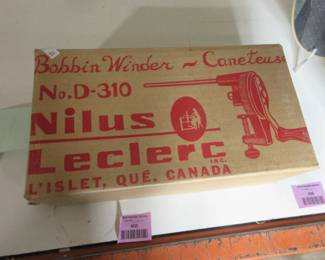 Bobbin Winder ~ Caneteuse
No. D-310
Nilus
Leclerc
INC.
L'ISLET, QUÉ. CANADA